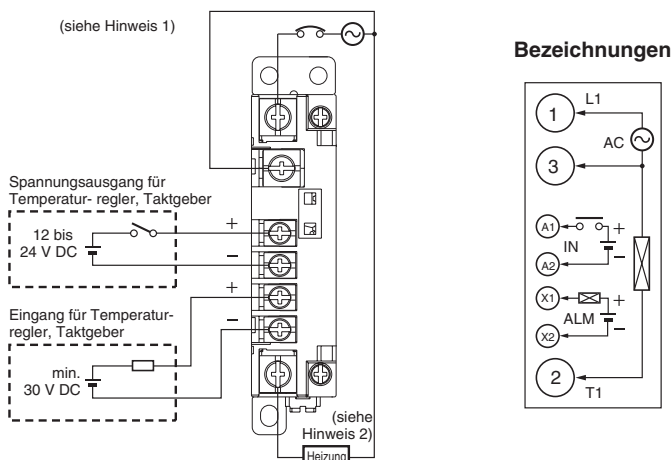 (siehe Hinweis 1)
Spannungsausgang für
Temperatur- regler, Taktgeber
12 bis
24 V DC
+
−
Eingang für Temperatur-
regler, Taktgeber
min.
30 V DC
+
−
(siehe
Hinweis 2)
Heizung
Bezeichnungen
1
L1
AC
3
A1
+
IN
−
A2
X1
+
ALM
−
X2
2
T1